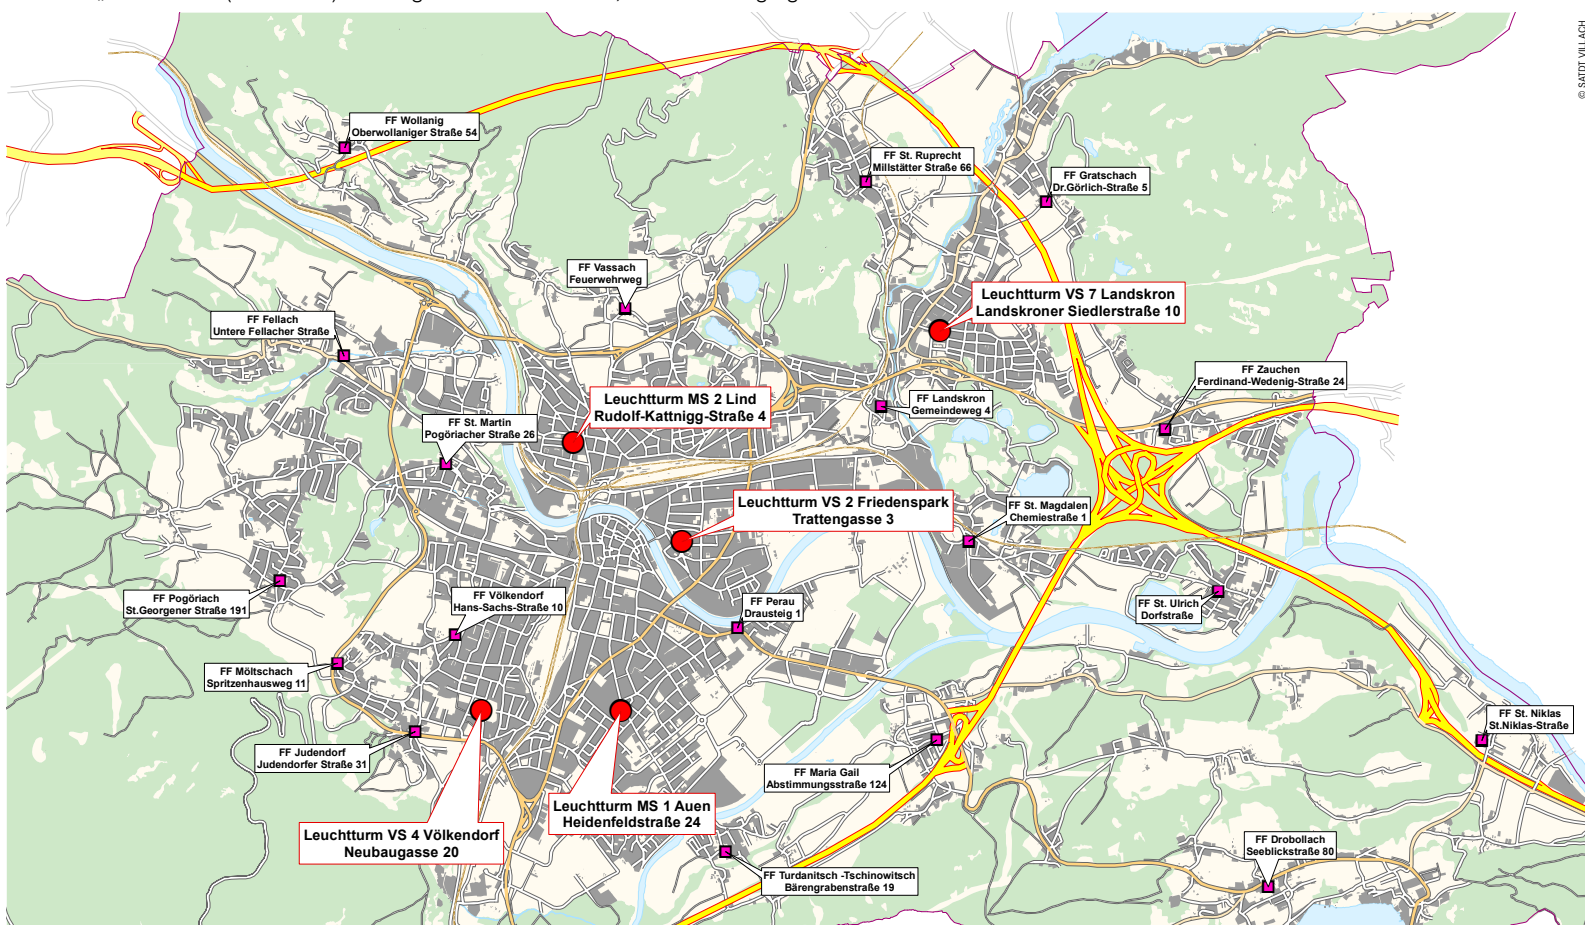 © SATDT VILLACH
FF Wollanig
Oberwollaniger Straße 54
FF St. Ruprecht
Millstätter Straße 66
FF Gratschach
Dr.Görlich-Straße 5
FF Vassach
Feuerwehrweg
Leuchtturm VS 7 Landskron
Landskroner Siedlerstraße 10
FF Fellach
Untere Fellacher Straße
FF Zauchen
Ferdinand-Wedenig-Straße 24
Leuchtturm MS 2 Lind
Rudolf-Kattnigg-Straße 4
FF Landskron
Gemeindeweg 4
FF St. Martin
Pogöriacher Straße 26
Leuchtturm VS 2 Friedenspark
Trattengasse 3
FF St. Magdalen
Chemiestraße 1
FF Pogöriach
St.Georgener Straße 191
FF Völkendorf
Hans-Sachs-Straße 10
FF Perau
Drausteig 1
FF St. Ulrich
Dorfstraße
FF Möltschach
Spritzenhausweg 11
FF St. Niklas
St.Niklas-Straße
FF Judendorf
Judendorfer Straße 31
FF Maria Gail
Abstimmungsstraße 124
Leuchtturm MS 1 Auen
Heidenfeldstraße 24
Leuchtturm VS 4 Völkendorf
Neubaugasse 20
FF Drobollach
Seeblickstraße 80
FF Turdanitsch -Tschinowitsch
Bärengrabenstraße 19